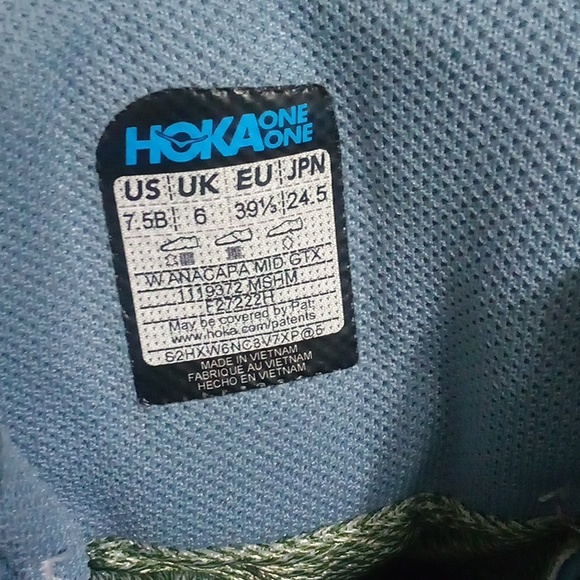 HOKA ONE ONE
US UK EU JPN
7.5B 6 39⅓ 24.5
W ANACAPA MID GTX
1119372 MSHM
F27222H
May be covered by Pat:
www.hoka.com/patents
S2HXW6NC8V7XP@5
MADE IN VIETNAM
FABRIQUE AU VIETNAM
HECHO EN VIETNAM